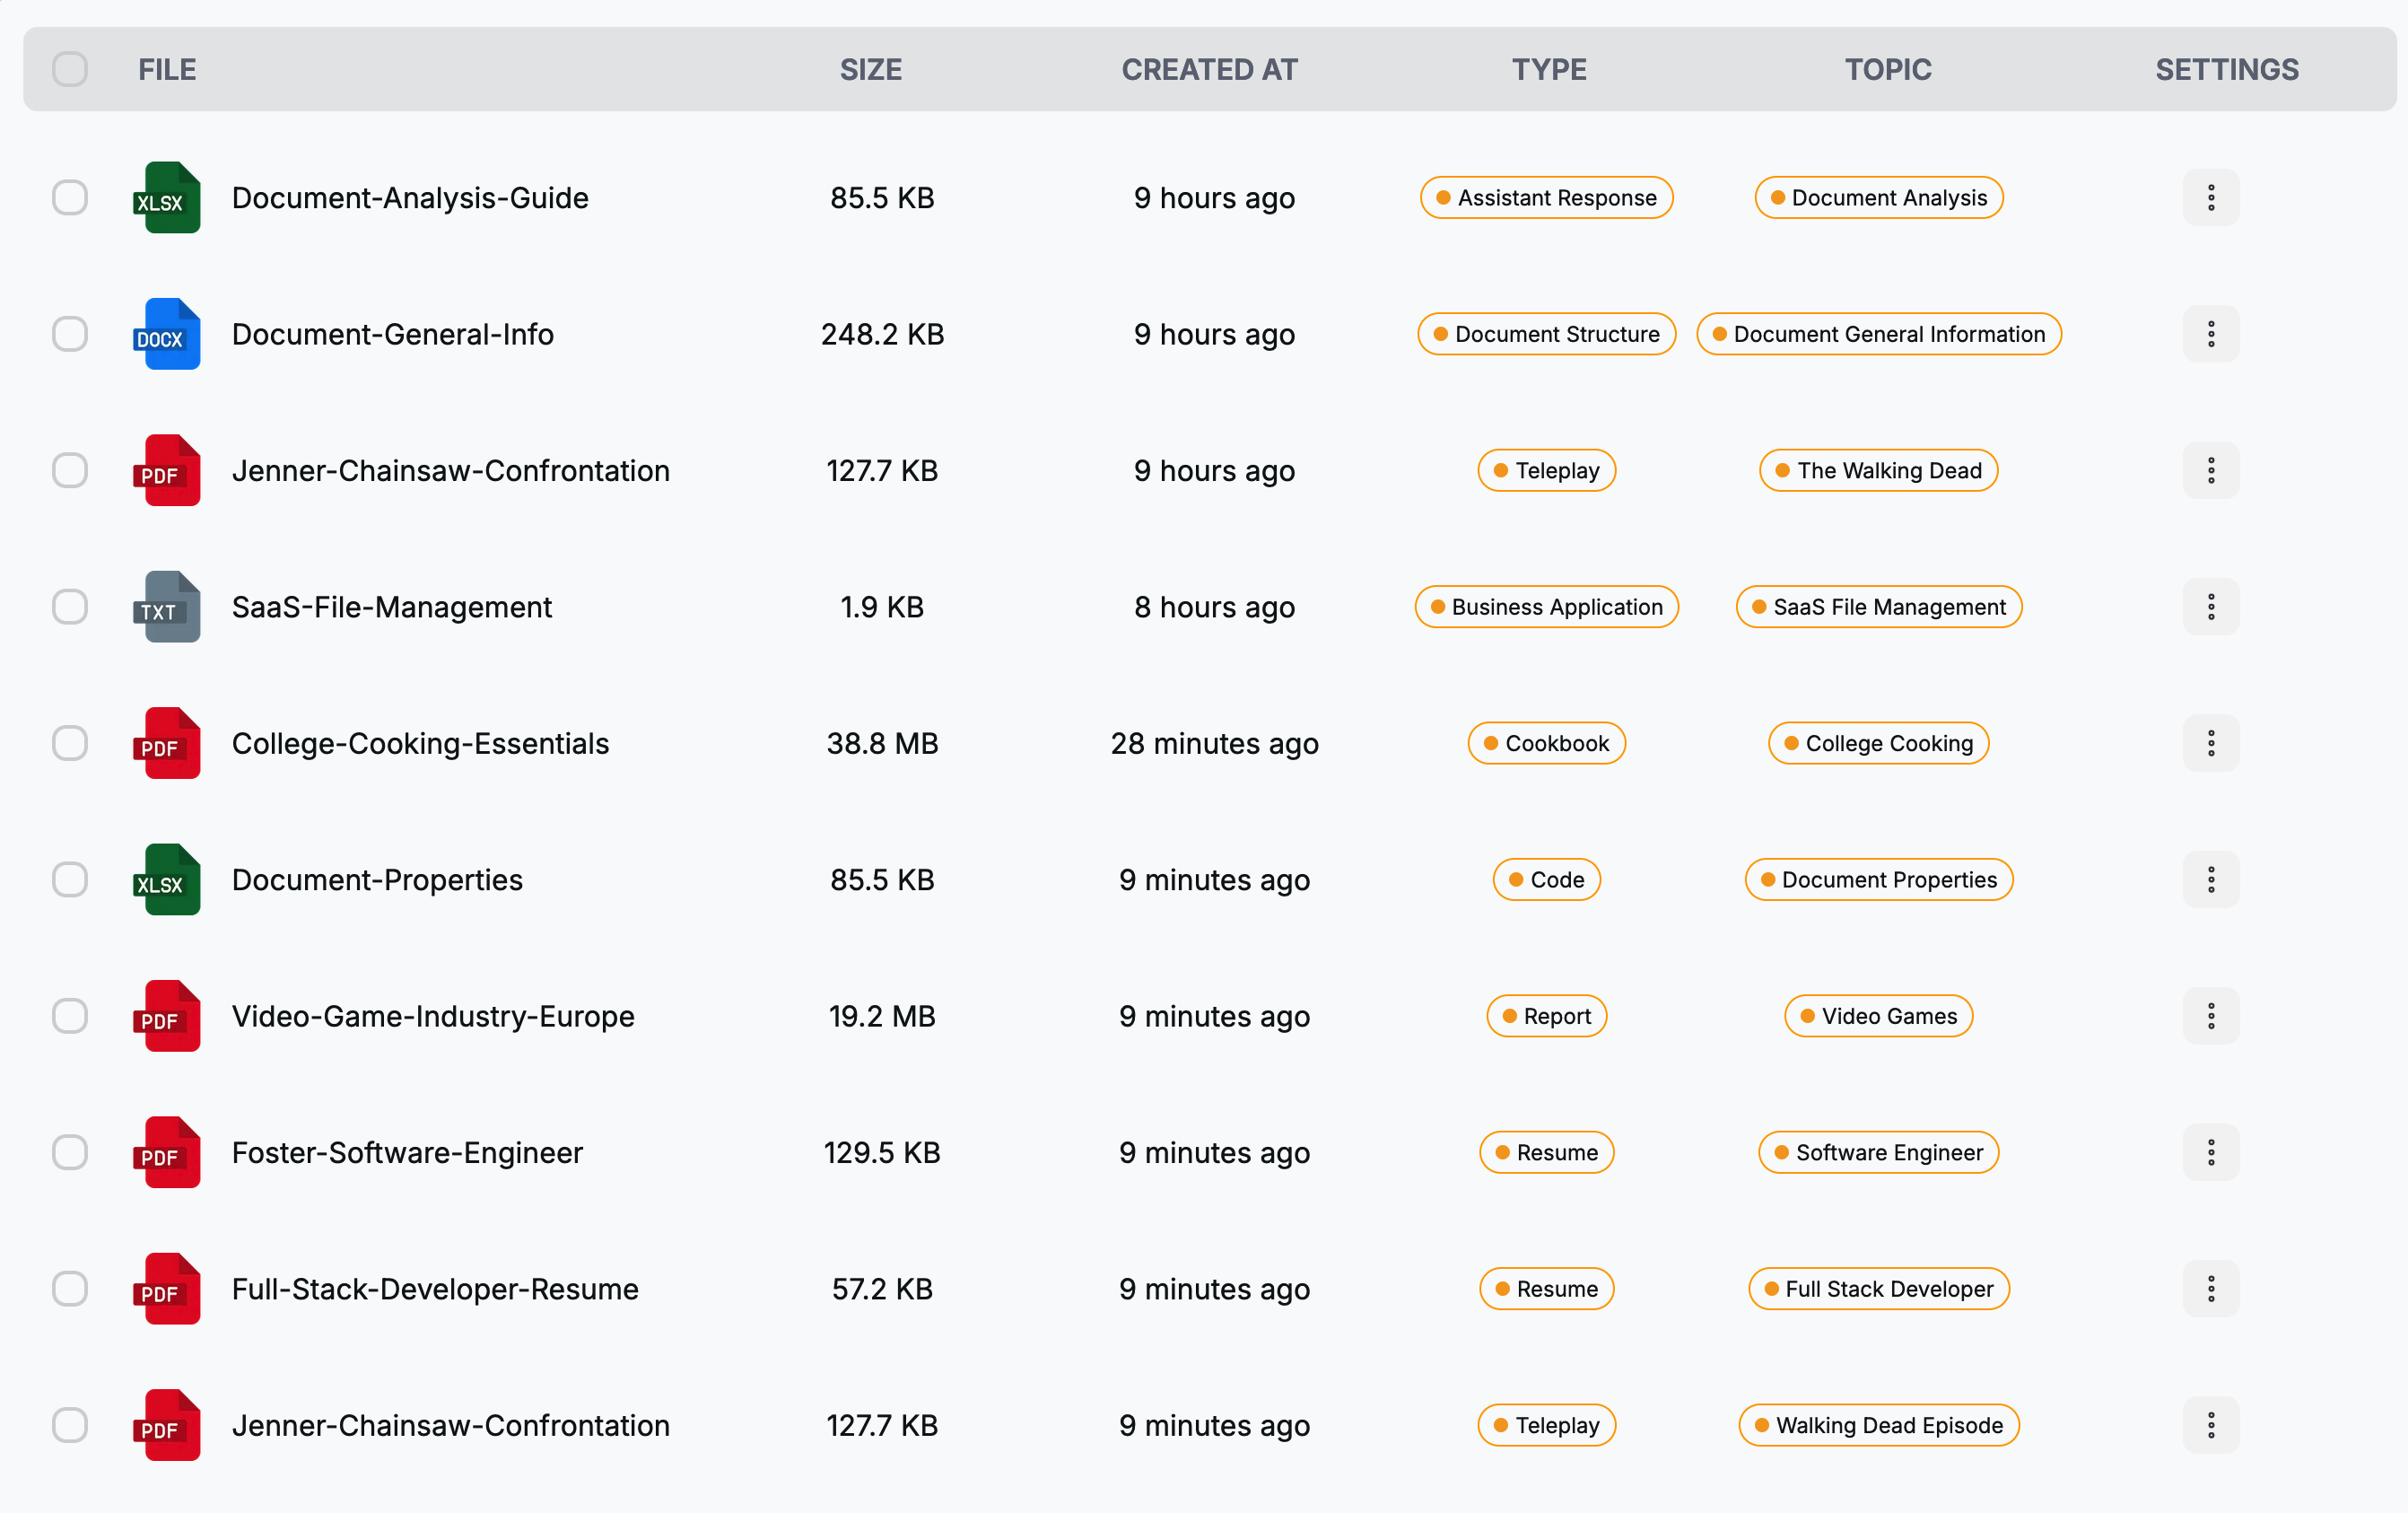 FILE SIZE CREATED AT TYPE TOPIC SETTINGS
XLSX Document-Analysis-Guide 85.5 KB 9 hours ago Assistant Response Document Analysis
DOCX Document-General-Info 248.2 KB 9 hours ago Document Structure Document General Information
PDF Jenner-Chainsaw-Confrontation 127.7 KB 9 hours ago Teleplay The Walking Dead
TXT SaaS-File-Management 1.9 KB 8 hours ago Business Application SaaS File Management
PDF College-Cooking-Essentials 38.8 MB 28 minutes ago Cookbook College Cooking
XLSX Document-Properties 85.5 KB 9 minutes ago Code Document Properties
PDF Video-Game-Industry-Europe 19.2 MB 9 minutes ago Report Video Games
PDF Foster-Software-Engineer 129.5 KB 9 minutes ago Resume Software Engineer
PDF Full-Stack-Developer-Resume 57.2 KB 9 minutes ago Resume Full Stack Developer
PDF Jenner-Chainsaw-Confrontation 127.7 KB 9 minutes ago Teleplay Walking Dead Episode